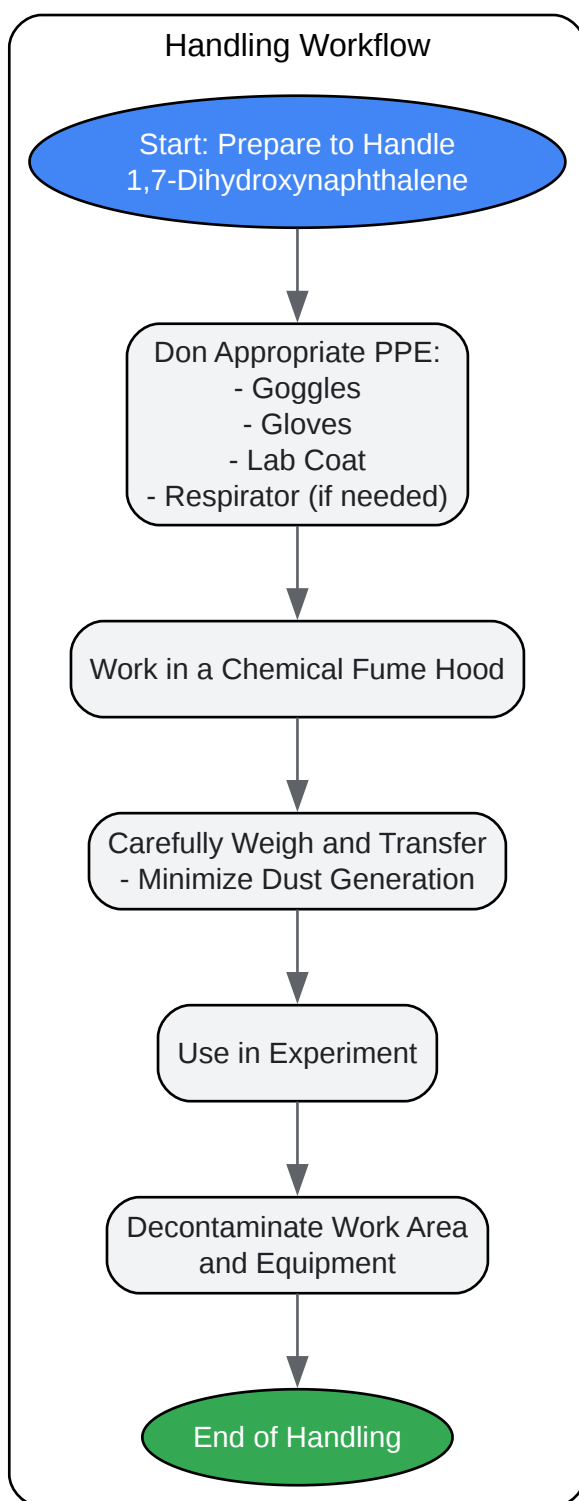 Handling Workflow
Start: Prepare to Handle
1,7-Dihydroxynaphthalene
Don Appropriate PPE:
- Goggles
- Gloves
- Lab Coat
- Respirator (if needed)
Work in a Chemical Fume Hood
Carefully Weigh and Transfer
- Minimize Dust Generation
Use in Experiment
Decontaminate Work Area
and Equipment
End of Handling